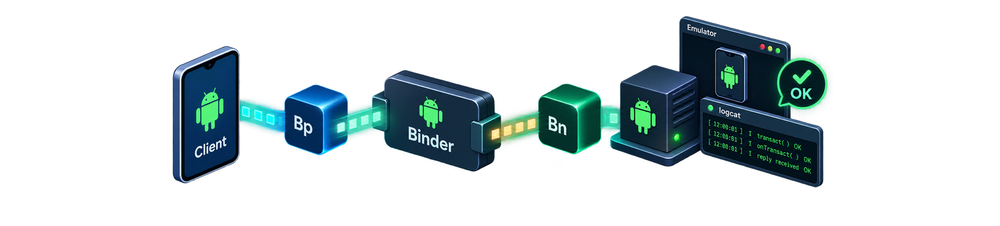 Client
Bp
Binder
Bn
Emulator
OK
logcat
[ 12:00:01 ] I transact( ) OK
[ 12:00:01 ] I onTransact( ) OK
[ 12:00:01 ] I reply received OK